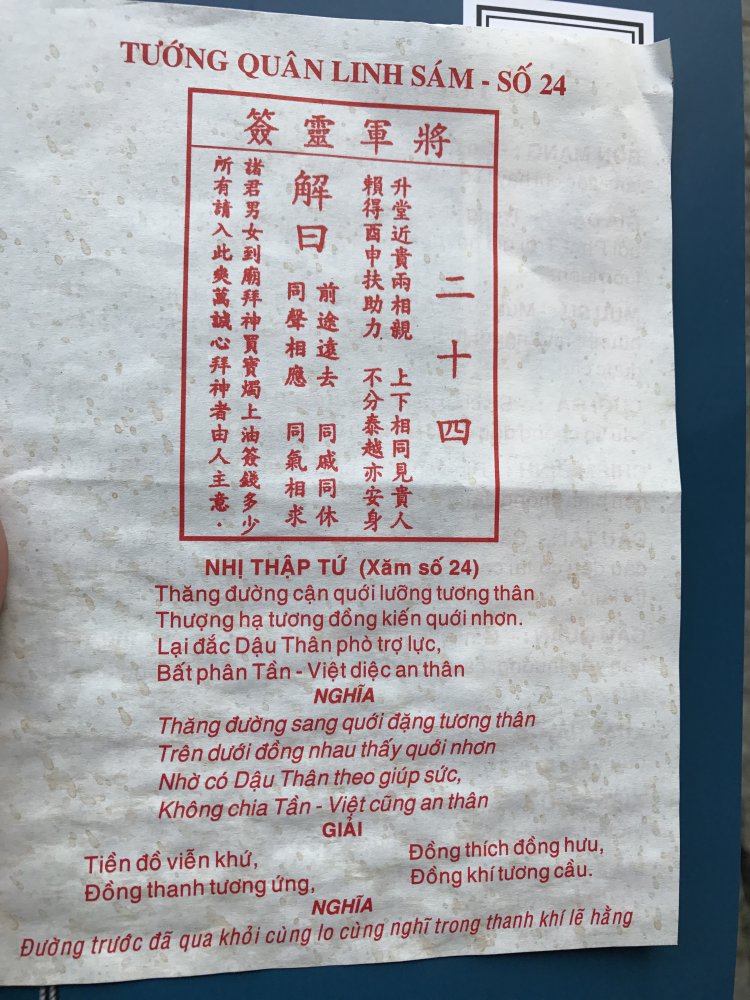 TƯỚNG QUÂN LINH SÁM - SỐ 24
將軍靈簽
二十四
升堂近貴雨相親 上下相同見貴人
賴得酉申扶助力 不分泰越亦安身
解曰
前途遠去 同戚同休
同聲相應 同氣相求
諸君男女到廟拜神買寶燭上油簽錢多少
所有請入此爽萬誠心拜神者由人主意.
NHỊ THẬP TỨ (Xăm số 24)
Thăng đường cận quới lưỡng tương thân
Thượng hạ tương đồng kiến quới nhơn.
Lại đắc Dậu Thân phò trợ lực,
Bất phân Tần - Việt diệc an thân
NGHĨA
Thăng đường sang quới đặng tương thân
Trên dưới đồng nhau thấy quới nhơn
Nhờ có Dậu Thân theo giúp sức,
Không chia Tần - Việt cũng an thân
GIẢI
Tiền đồ viễn khứ, Đồng thích đồng hưu,
Đồng thanh tương ứng, Đồng khí tương cầu.
NGHĨA
Đường trước đã qua khỏi cùng lo cùng nghĩ trong thanh khí lẽ hằng